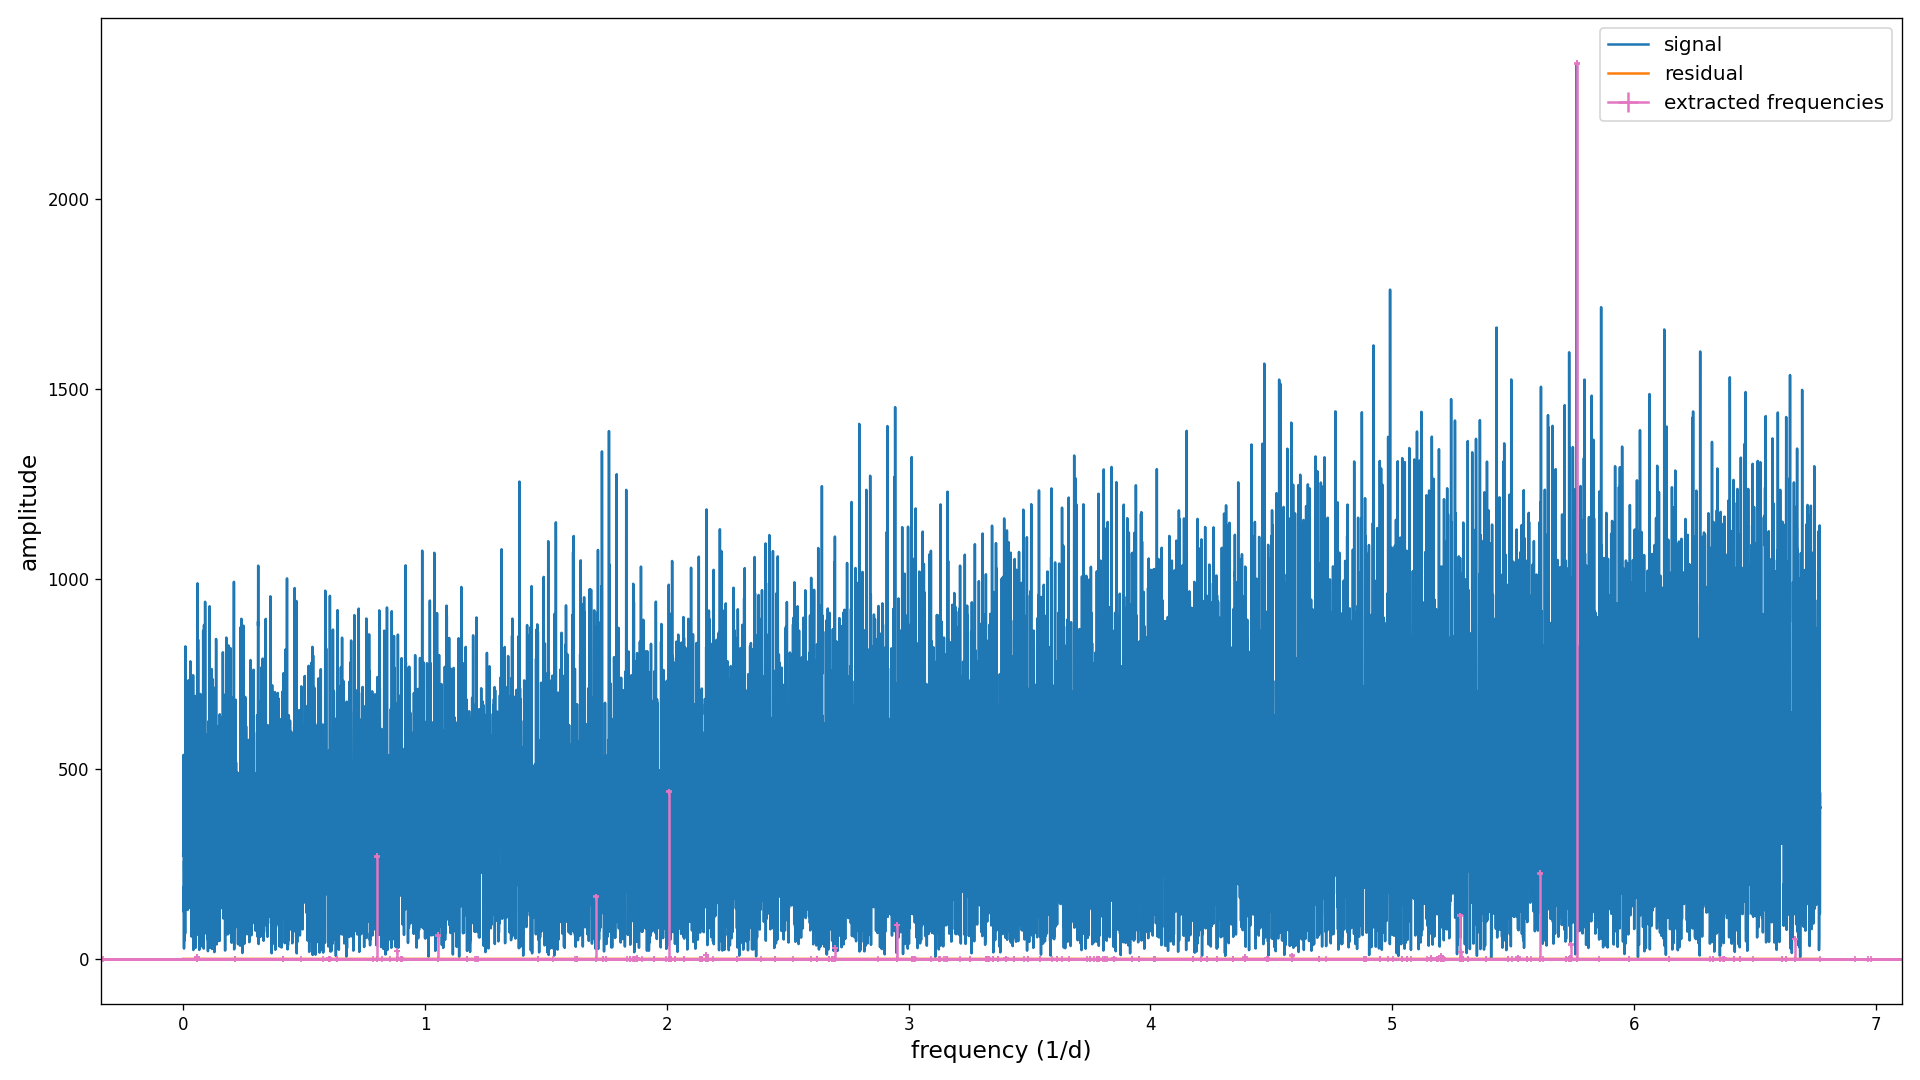 signal
residual
extracted frequencies
amplitude
2000
1500
1000
500
0
0 1 2 3 4 5 6 7
frequency (1/d)